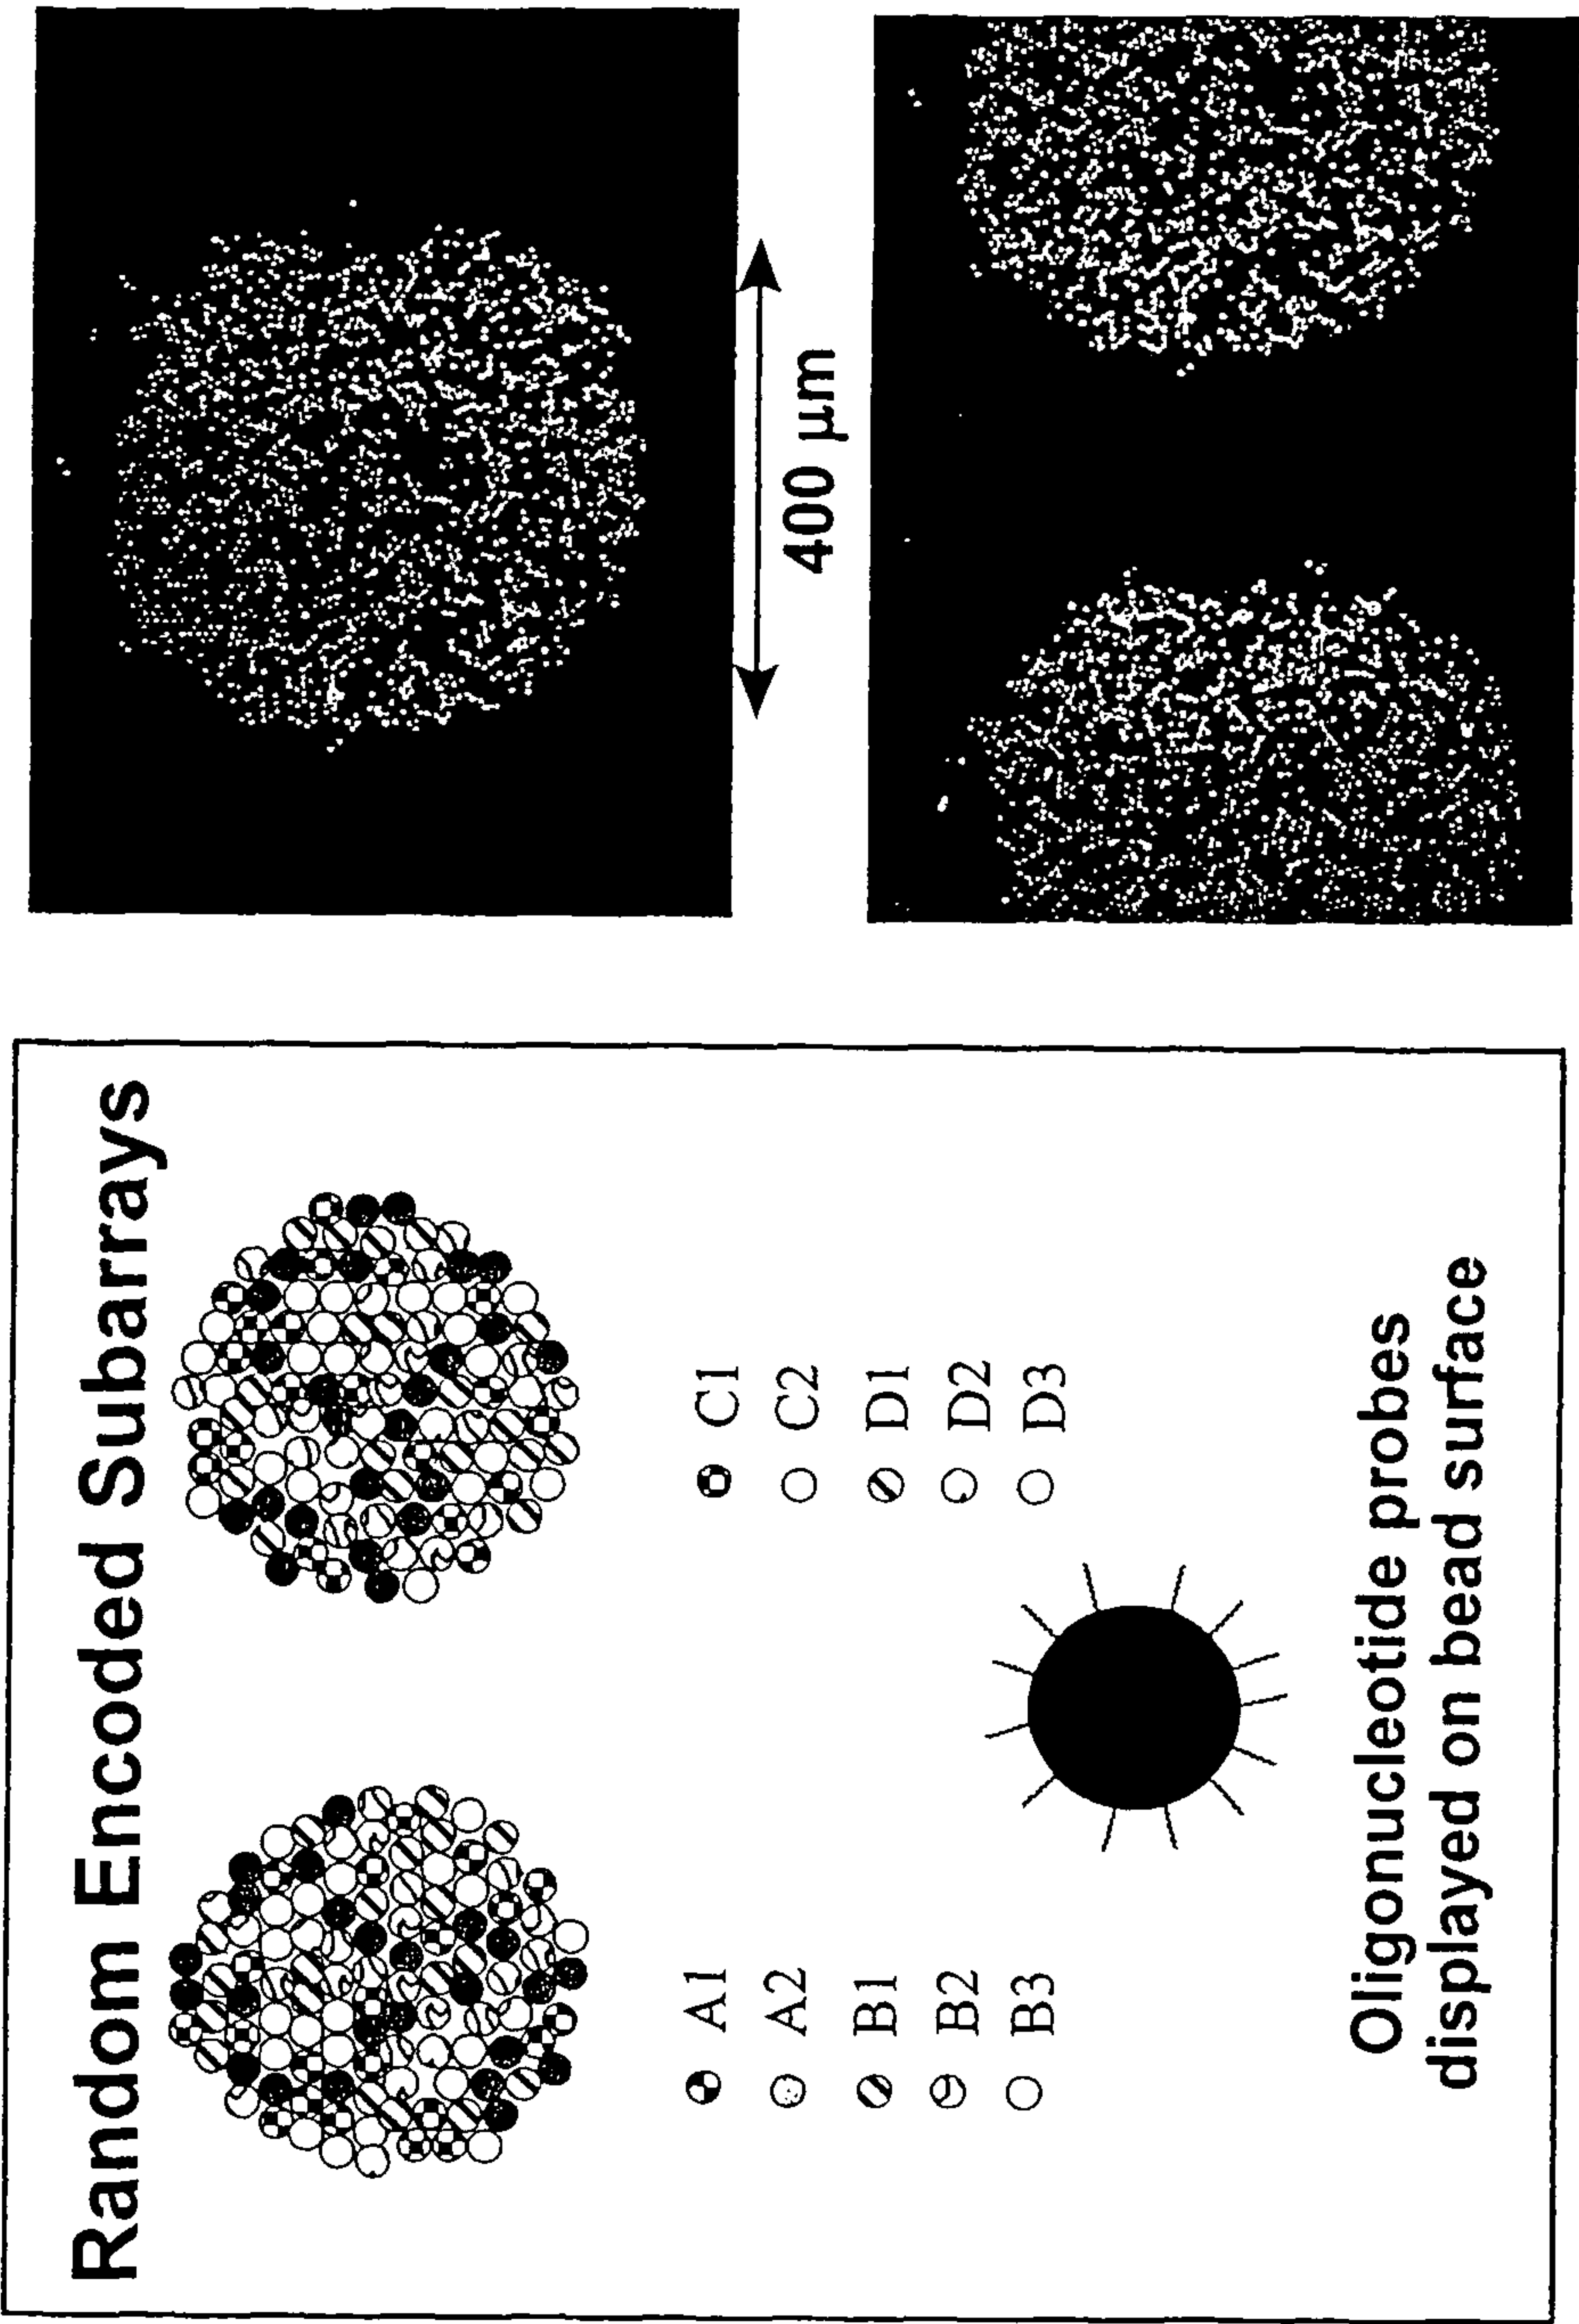 Random Encoded Subarrays
A1
A2
B1
B2
B3
C1
C2
D1
D2
D3
Oligonucleotide probes
displayed on bead surface
400 μm